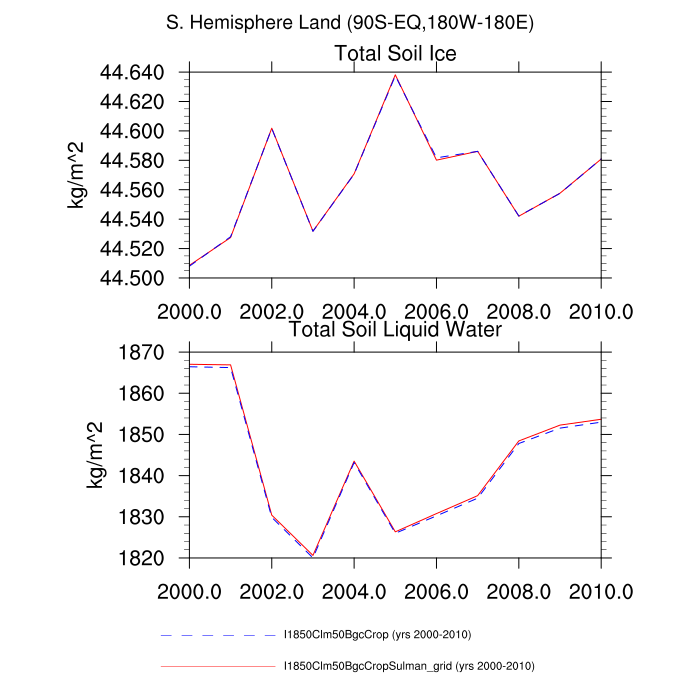 S. Hemisphere Land (90S-EQ,180W-180E)
Total Soil Ice
44.640
44.620
44.600
44.580
44.560
44.540
44.520
44.500
kg/m^2
2000.0 2002.0 2004.0 2006.0 2008.0 2010.0
Total Soil Liquid Water
1870
1860
1850
1840
1830
1820
kg/m^2
2000.0 2002.0 2004.0 2006.0 2008.0 2010.0
I1850Clm50BgcCrop (yrs 2000-2010)
I1850Clm50BgcCropSulman_grid (yrs 2000-2010)